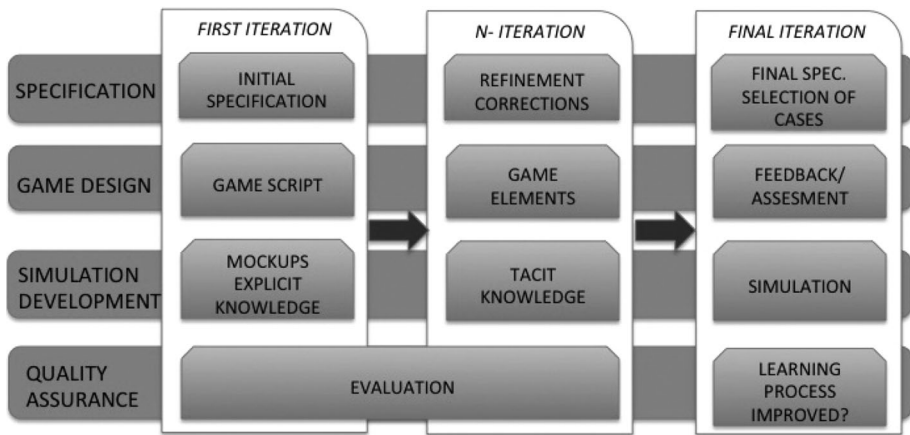 FIRST ITERATION
N- ITERATION
FINAL ITERATION
SPECIFICATION
INITIAL
SPECIFICATION
REFINEMENT
CORRECTIONS
FINAL SPEC.
SELECTION OF
CASES
GAME DESIGN
GAME SCRIPT
GAME
ELEMENTS
FEEDBACK/
ASSESMENT
SIMULATION
DEVELOPMENT
MOCKUPS
EXPLICIT
KNOWLEDGE
TACIT
KNOWLEDGE
SIMULATION
QUALITY
ASSURANCE
EVALUATION
LEARNING
PROCESS
IMPROVED?